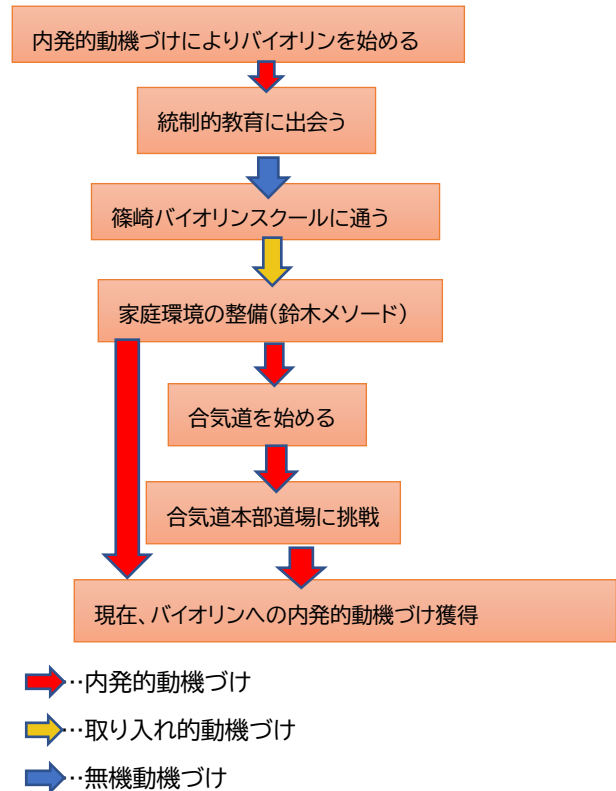 内発的動機づけによりバイオリンを始める
統制的教育に出会う
篠崎バイオリンスクールに通う
家庭環境の整備(鈴木メソード)
合気道を始める
合気道本部道場に挑戦
現在、バイオリンへの内発的動機づけ獲得
…内発的動機づけ
…取り入れ的動機づけ
…無機動機づけ